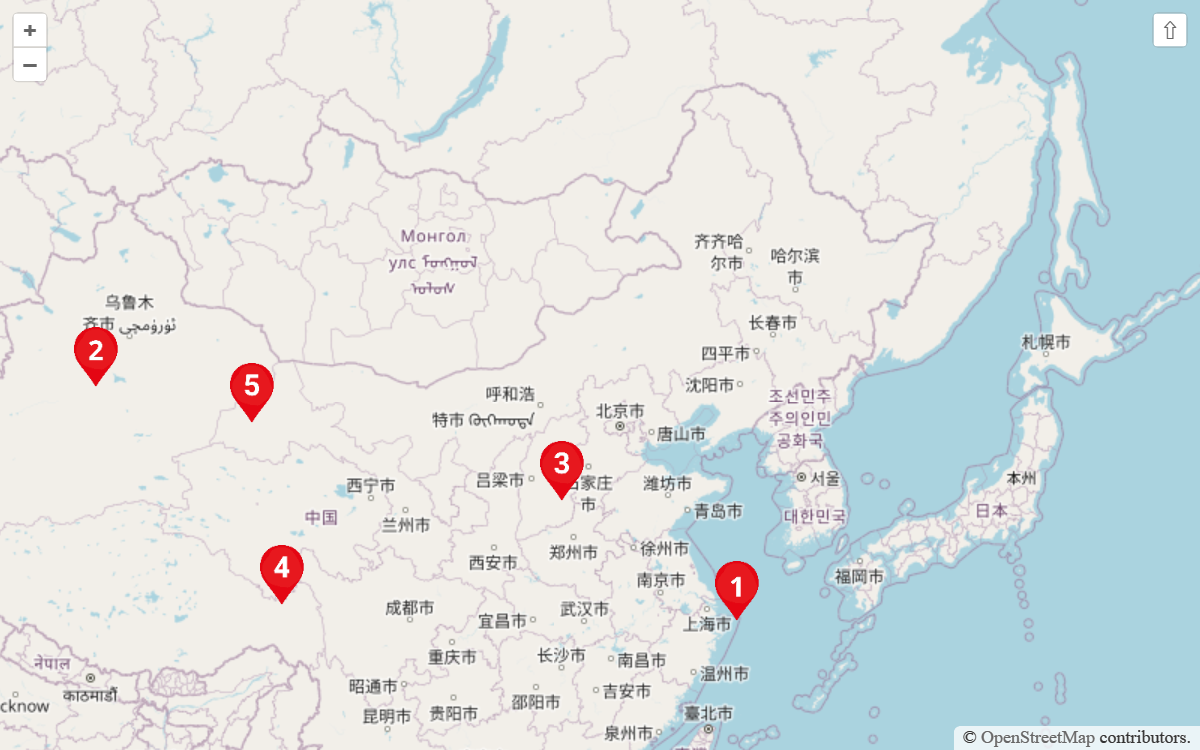 +
−
⇧
Монгол
улс ᠮᠣᠩᠭᠣᠯ
ᠤᠯᠤᠰ
齐齐哈
尔市
哈尔滨
市
乌鲁木
齐市 ئۈرۈمچى
2
长春市
札幌市
四平市
5
沈阳市
呼和浩
特市
조선민주
주의인민
공화국
北京市
唐山市
3
吕梁市
家庄
市
潍坊市
서울
本州
西宁市
中国
兰州市
青岛市
대한민국
日本
西安市
郑州市
徐州市
4
南京市
1
福岡市
成都市
宜昌市
武汉市
上海市
重庆市
长沙市
南昌市
नेपाल
काठमाडौँ
温州市
昭通市
邵阳市
吉安市
cknow
昆明市
贵阳市
臺北市
泉州市
© OpenStreetMap contributors.